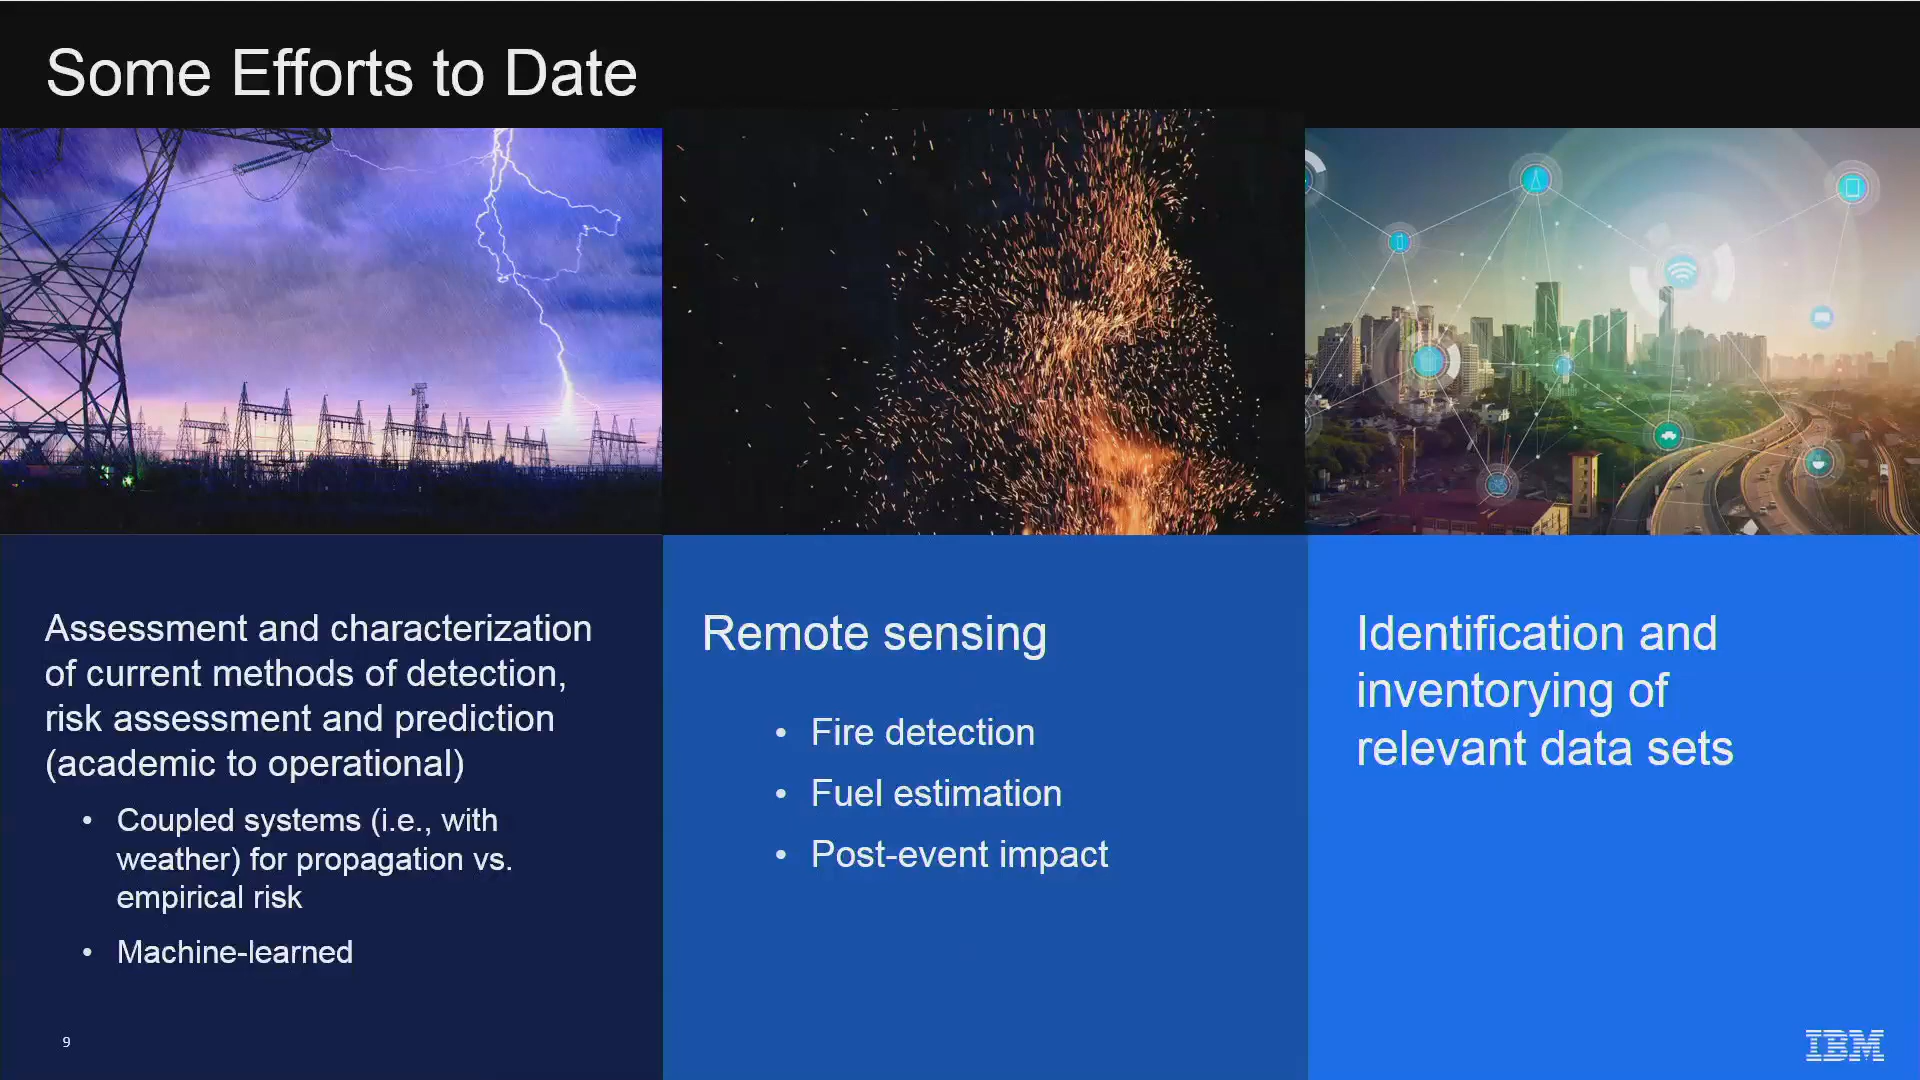 Some Efforts to Date
Assessment and characterization
of current methods of detection,
risk assessment and prediction
(academic to operational)
• Coupled systems (i.e., with
weather) for propagation vs.
empirical risk
• Machine-learned
Remote sensing
• Fire detection
• Fuel estimation
• Post-event impact
Identification and
inventorying of
relevant data sets
9
IBM